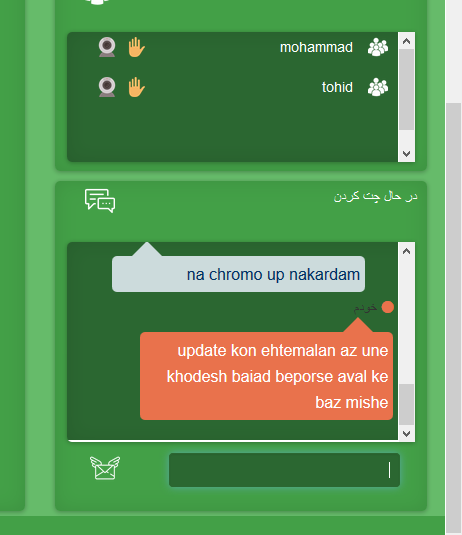 mohammad
tohid
در حال چت کردن
na chromo up nakardam
خودم
update kon ehtemalan az une
khodesh baiad beporse aval ke
baz mishe